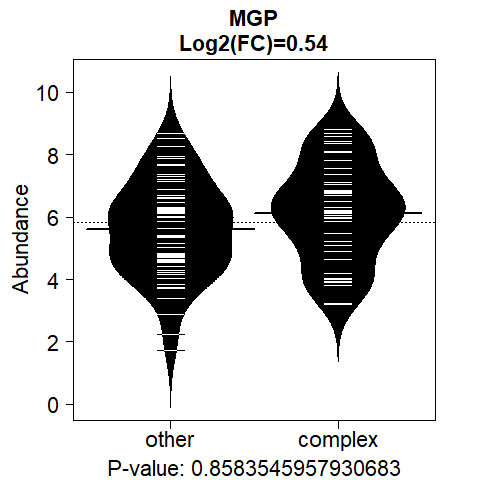 MGP
Log2(FC)=0.54
Abundance
10
8
6
4
2
0
other complex
P-value: 0.8583545957930683